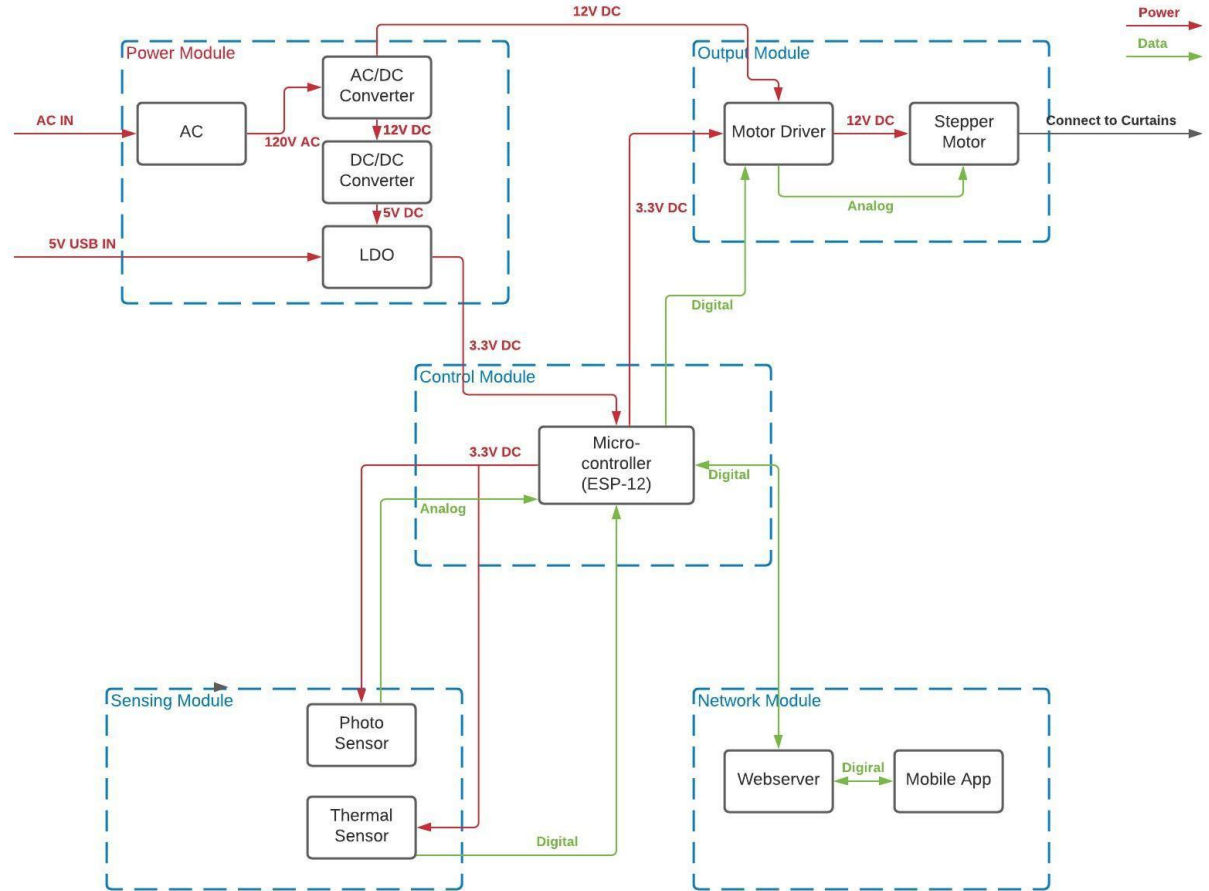 12V DC
Power
Data
Power Module
AC/DC
Converter
Output Module
AC IN
AC
120V AC
12V DC
DC/DC
Converter
5V DC
5V USB IN
LDO
Motor Driver
12V DC
Stepper
Motor
Connect to Curtains
Analog
3.3V DC
Digital
3.3V DC
Control Module
Micro-
controller
(ESP-12)
3.3V DC
Analog
Digital
Sensing Module
Photo
Sensor
Thermal
Sensor
Digital
Network Module
Webserver
Digiral
Mobile App